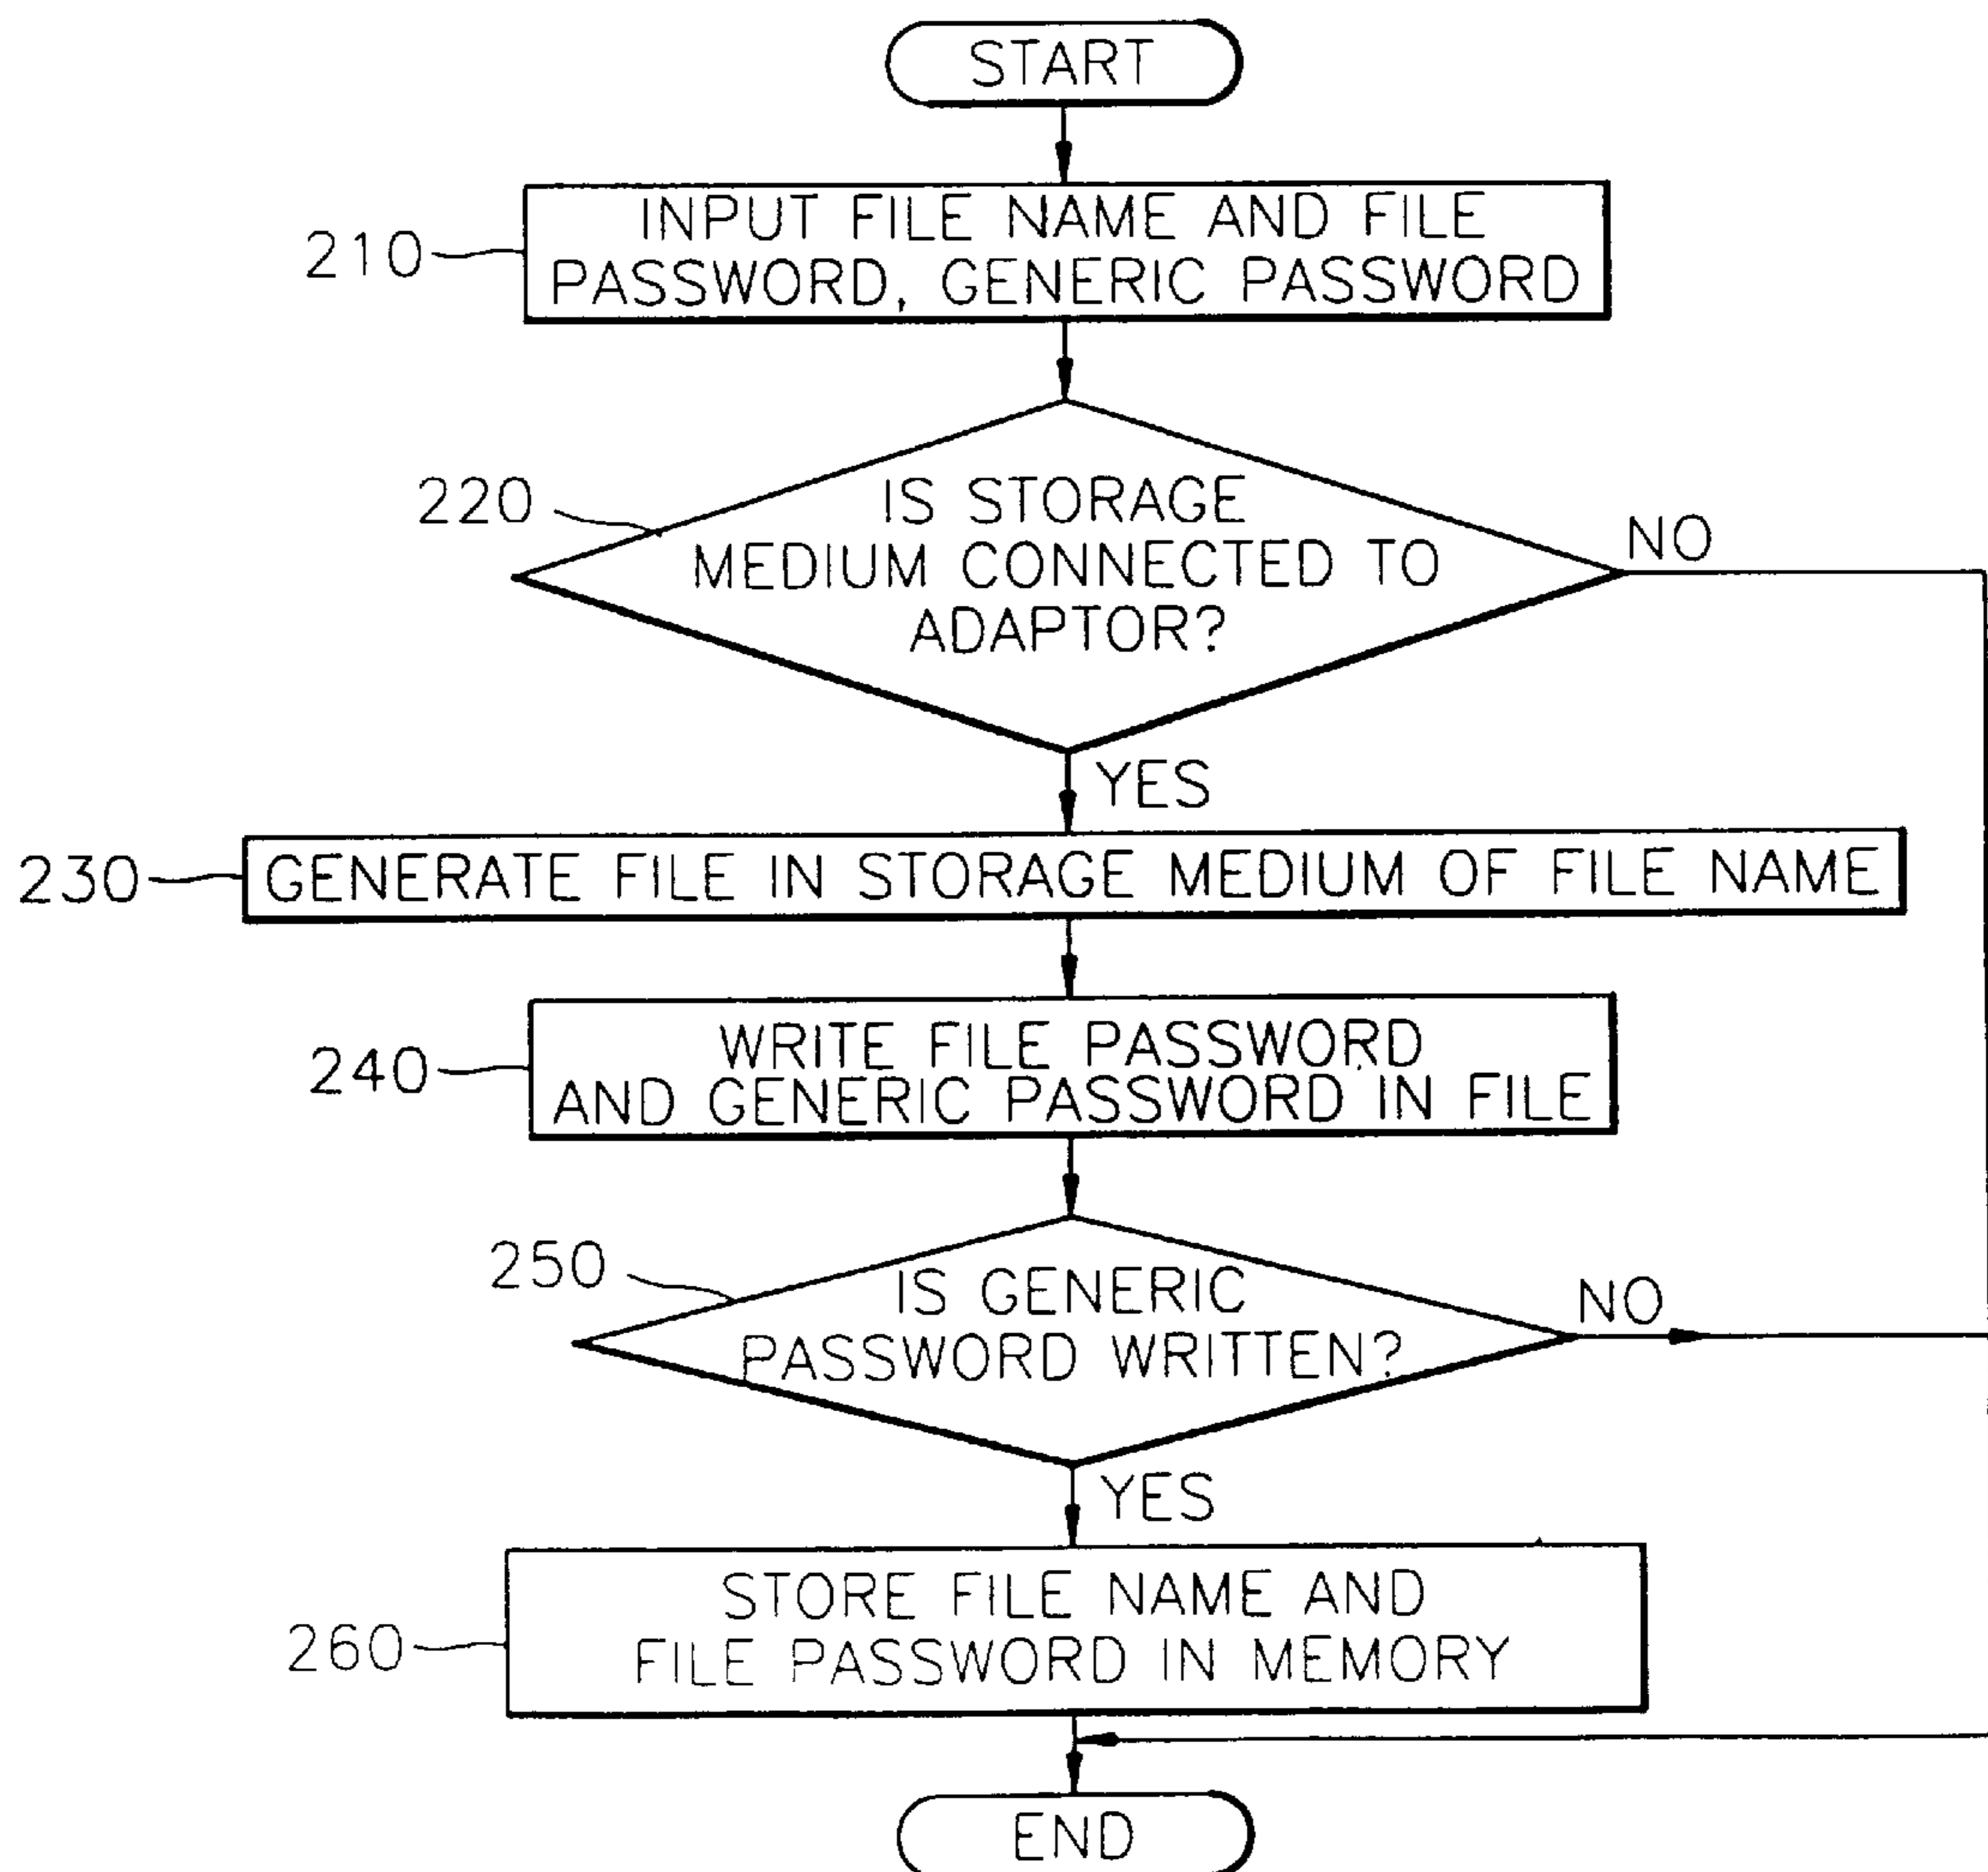 START
INPUT FILE NAME AND FILE
PASSWORD, GENERIC PASSWORD
210
IS STORAGE
MEDIUM CONNECTED TO
ADAPTOR?
220
NO
YES
230
GENERATE FILE IN STORAGE MEDIUM OF FILE NAME
WRITE FILE PASSWORD
AND GENERIC PASSWORD IN FILE
240
250
IS GENERIC
PASSWORD WRITTEN?
NO
YES
STORE FILE NAME AND
FILE PASSWORD IN MEMORY
260
END